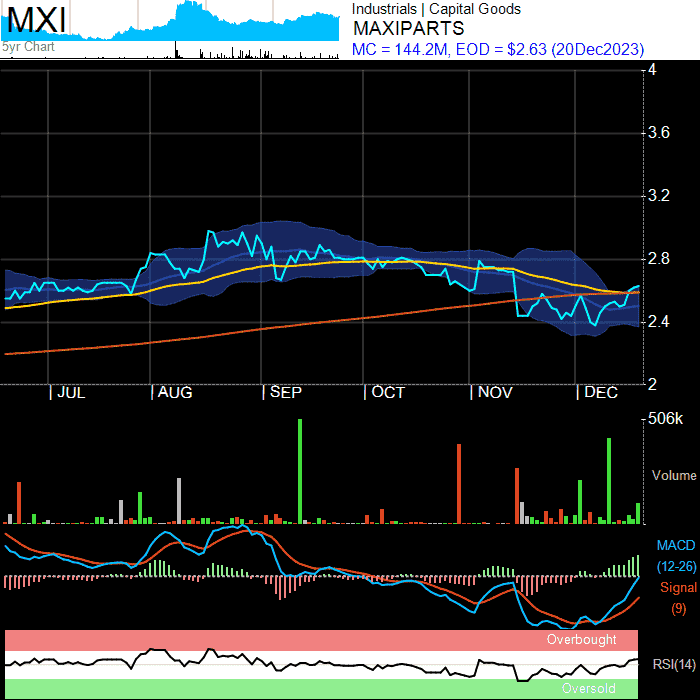 MXI
5yr Chart
Industrials | Capital Goods
MAXIPARTS
MC = 144.2M, EOD = $2.63 (20Dec2023)
4
3.6
3.2
2.8
2.4
2
JUL
AUG
SEP
OCT
NOV
DEC
506k
Volume
MACD
(12-26)
Signal
(9)
Overbought
RSI(14)
Oversold